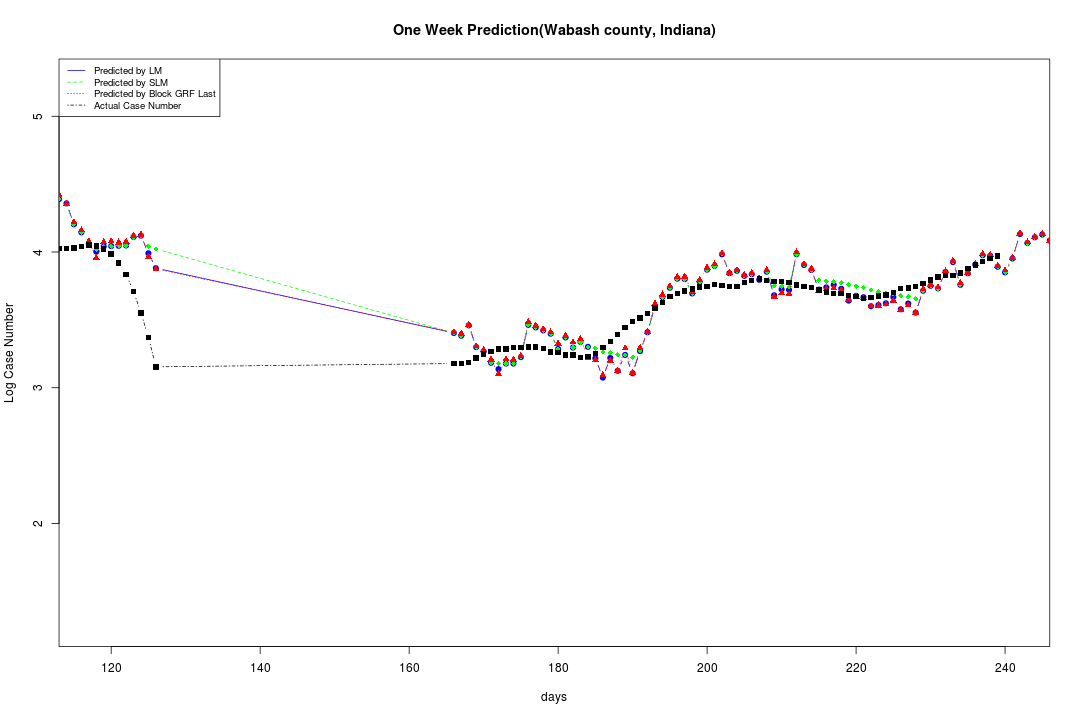 One Week Prediction(Wabash county, Indiana)
Predicted by LM
Predicted by SLM
Predicted by Block GRF Last
Actual Case Number
5
4
3
2
Log Case Number
120 140 160 180 200 220 240
days